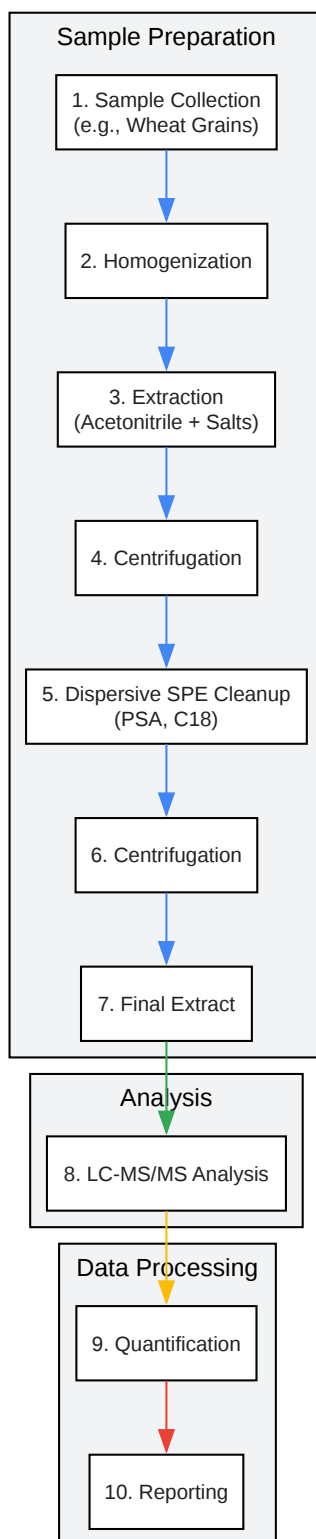 Sample Preparation
1. Sample Collection
(e.g., Wheat Grains)
2. Homogenization
3. Extraction
(Acetonitrile + Salts)
4. Centrifugation
5. Dispersive SPE Cleanup
(PSA, C18)
6. Centrifugation
7. Final Extract
Analysis
8. LC-MS/MS Analysis
Data Processing
9. Quantification
10. Reporting